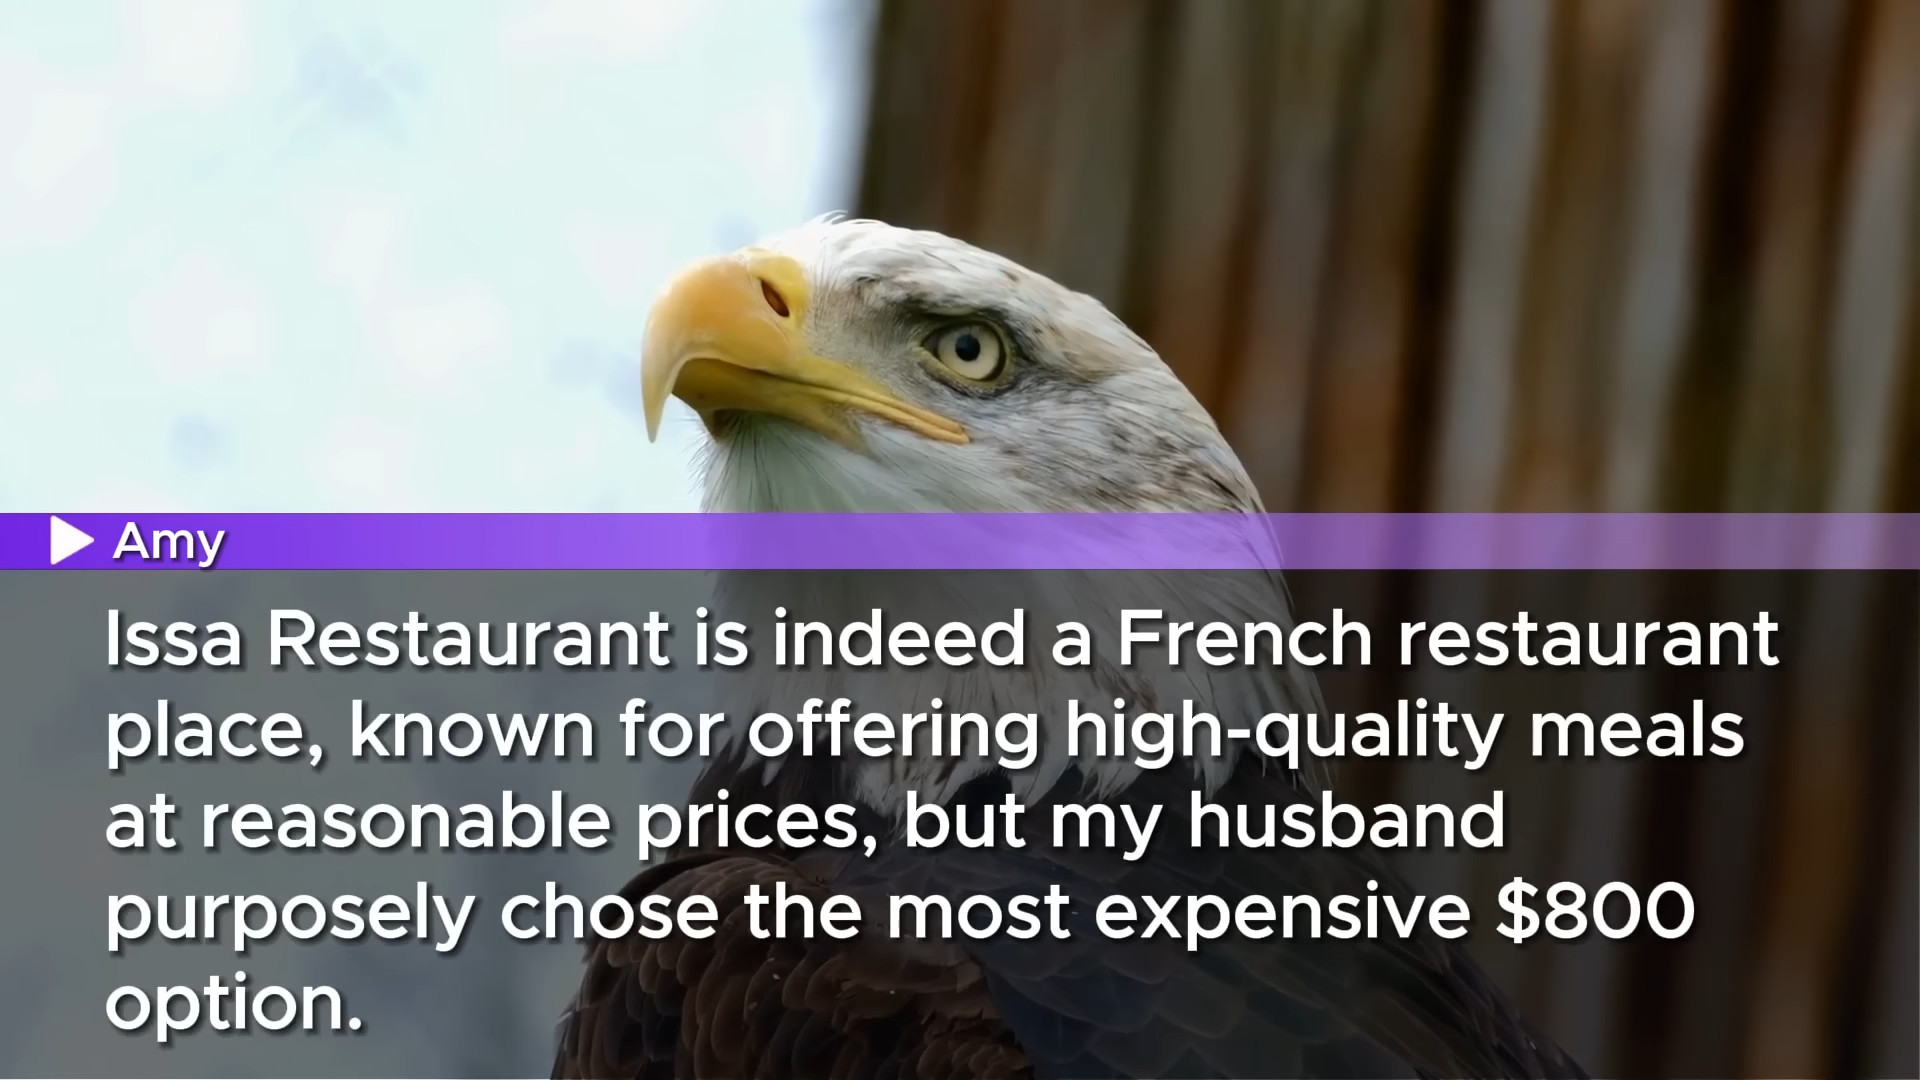 Amy
Issa Restaurant is indeed a French restaurant
place, known for offering high-quality meals
at reasonable prices, but my husband
purposely chose the most expensive $800
option.